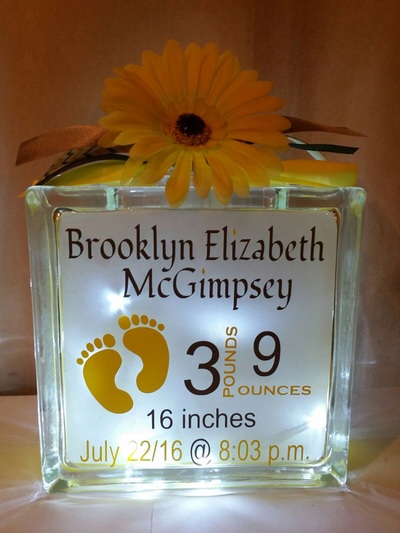 Brooklyn Elizabeth
McGimpsey
3 POUNDS 9 OUNCES
16 inches
July 22/16 @ 8:03 p.m.